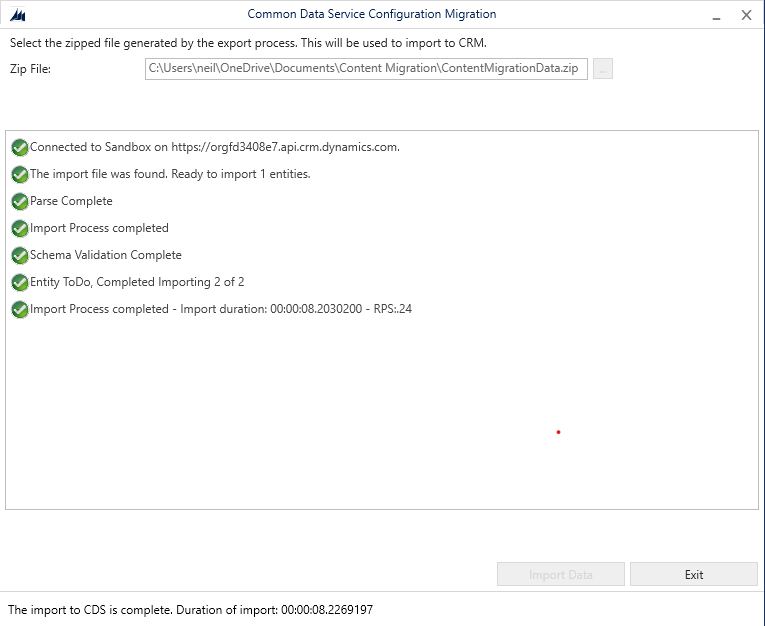 Common Data Service Configuration Migration
Select the zipped file generated by the export process. This will be used to import to CRM.
Zip File: C:\Users\neil\OneDrive\Documents\Content Migration\ContentMigrationData.zip ...
Connected to Sandbox on https://orgfd3408e7.api.crm.dynamics.com.
The import file was found. Ready to import 1 entities.
Parse Complete
Import Process completed
Schema Validation Complete
Entity ToDo, Completed Importing 2 of 2
Import Process completed - Import duration: 00:00:08.2030200 - RPS:.24
Import Data Exit
The import to CDS is complete. Duration of import: 00:00:08.2269197